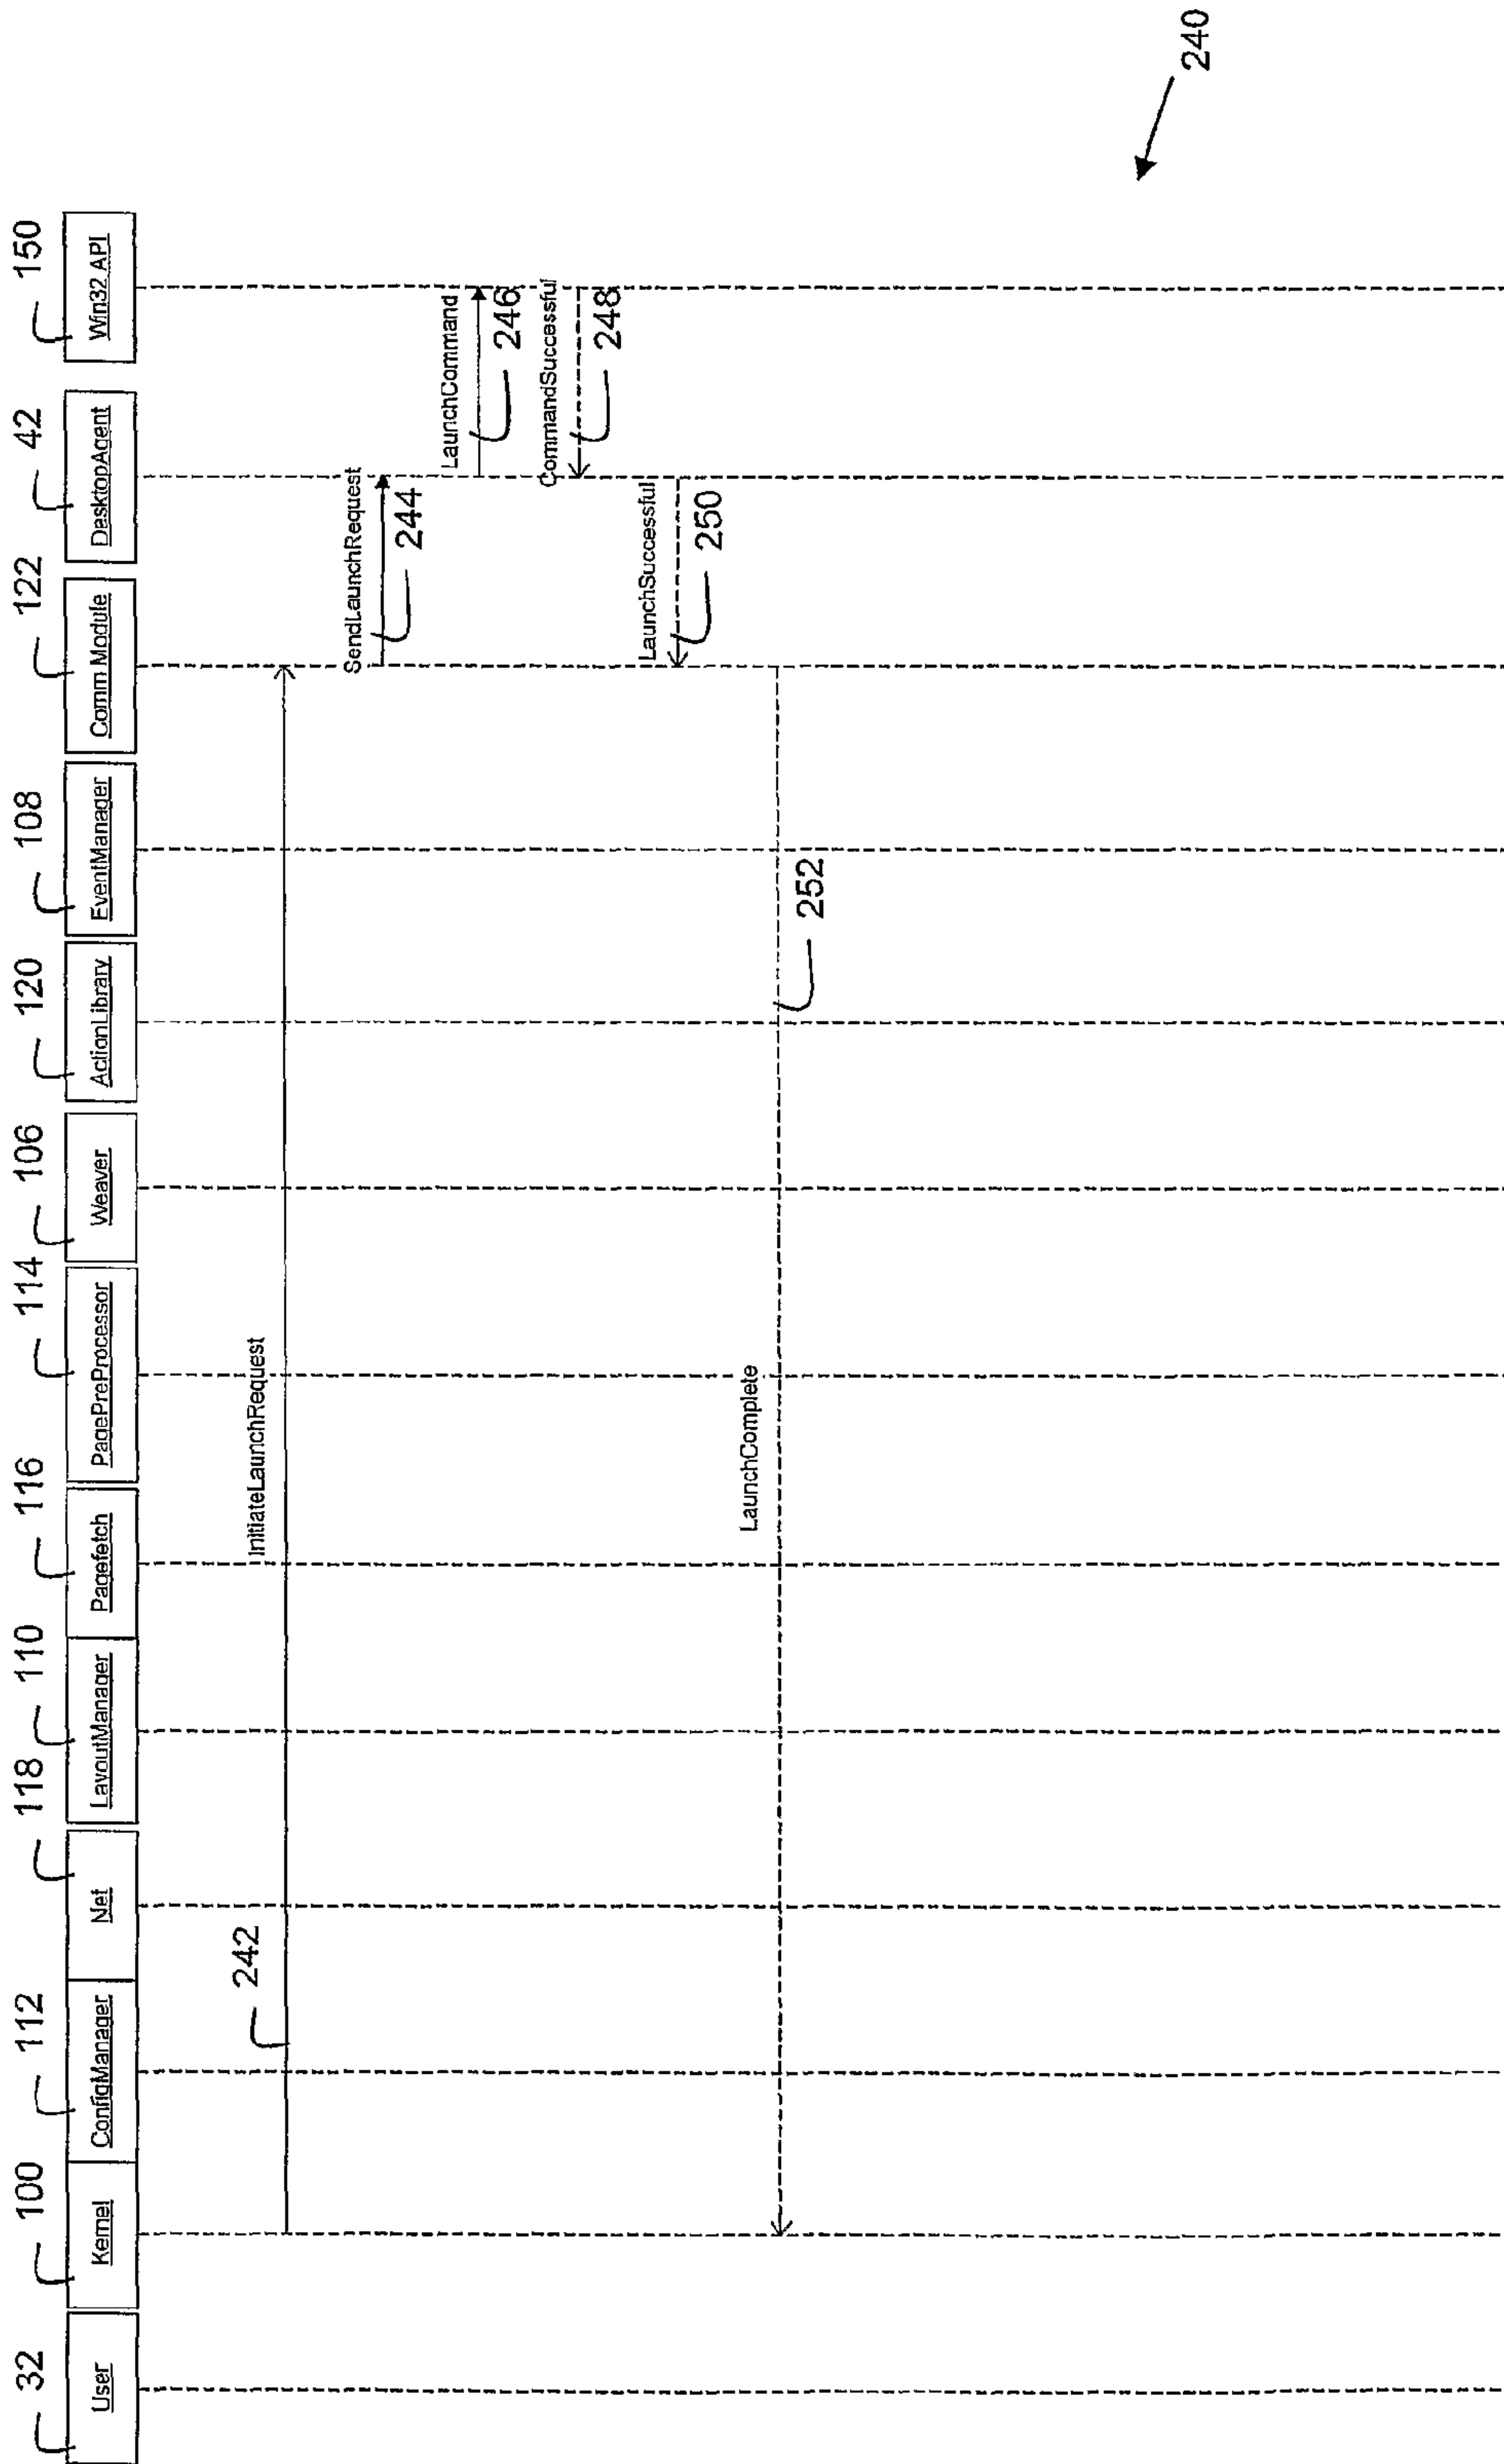 32
100
112
118
110
116
114
106
120
108
122
42
150
User
Kernel
ConfigManager
Net
LayoutManager
Pagefetch
PagePreProcessor
Weaver
ActionLibrary
EventManager
Comm Module
DesktopAgent
Win32 API
242
InitiateLaunchRequest
SendLaunchRequest
244
LaunchCommand
246
CommandSuccessful
248
LaunchSuccessful
250
LaunchComplete
252
240